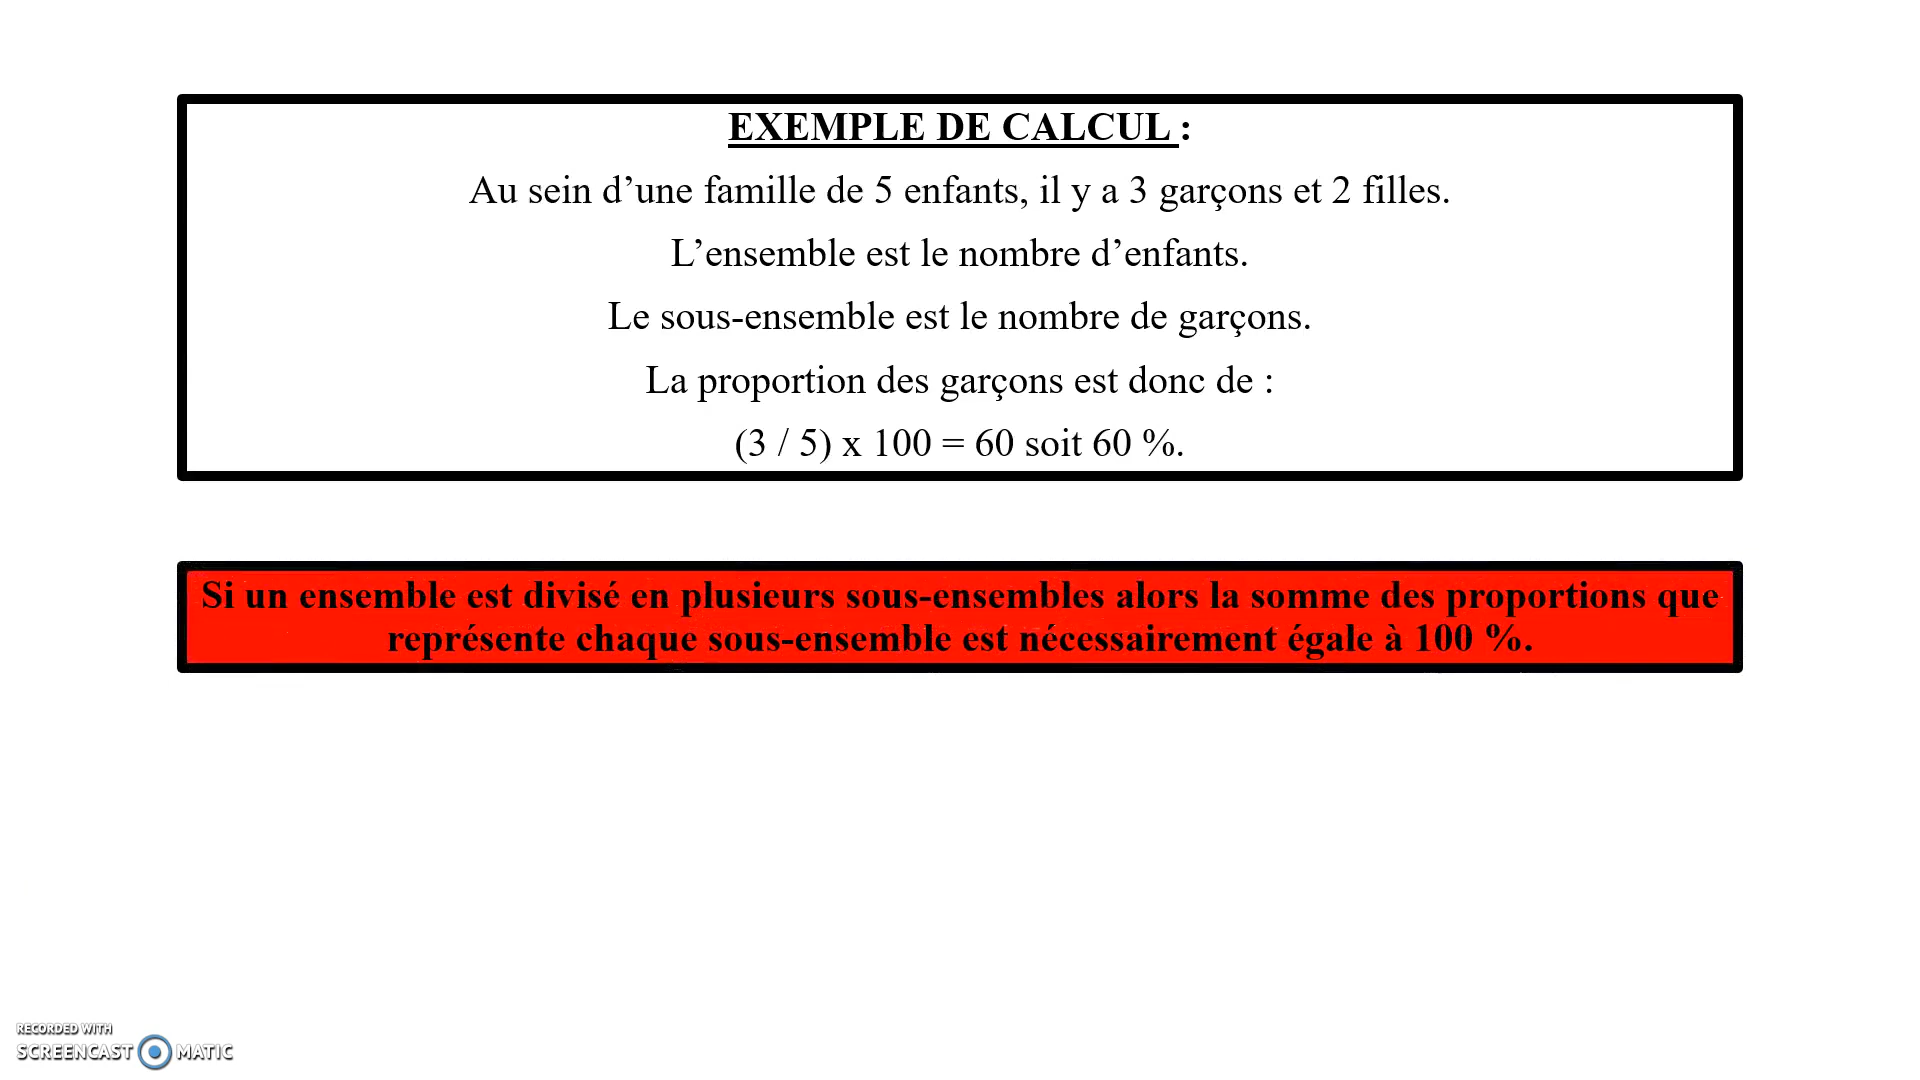 EXEMPLE DE CALCUL :
Au sein d’une famille de 5 enfants, il y a 3 garçons et 2 filles.
L’ensemble est le nombre d’enfants.
Le sous-ensemble est le nombre de garçons.
La proportion des garçons est donc de :
(3 / 5) x 100 = 60 soit 60 %.
Si un ensemble est divisé en plusieurs sous-ensembles alors la somme des proportions que
représente chaque sous-ensemble est nécessairement égale à 100 %.
RECORDED WITH
SCREENCAST MATIC